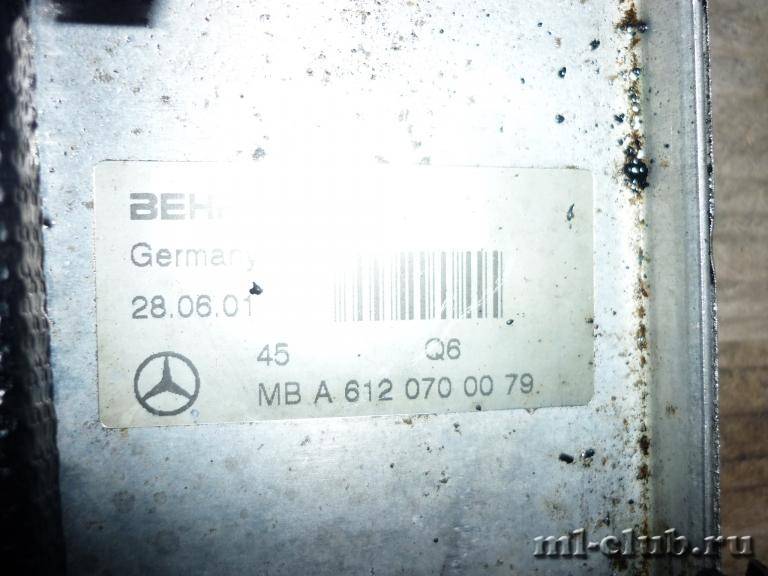 BEH
Germany
28.06.01
45 Q6
MB A 612 070 00 79
ml-club.ru